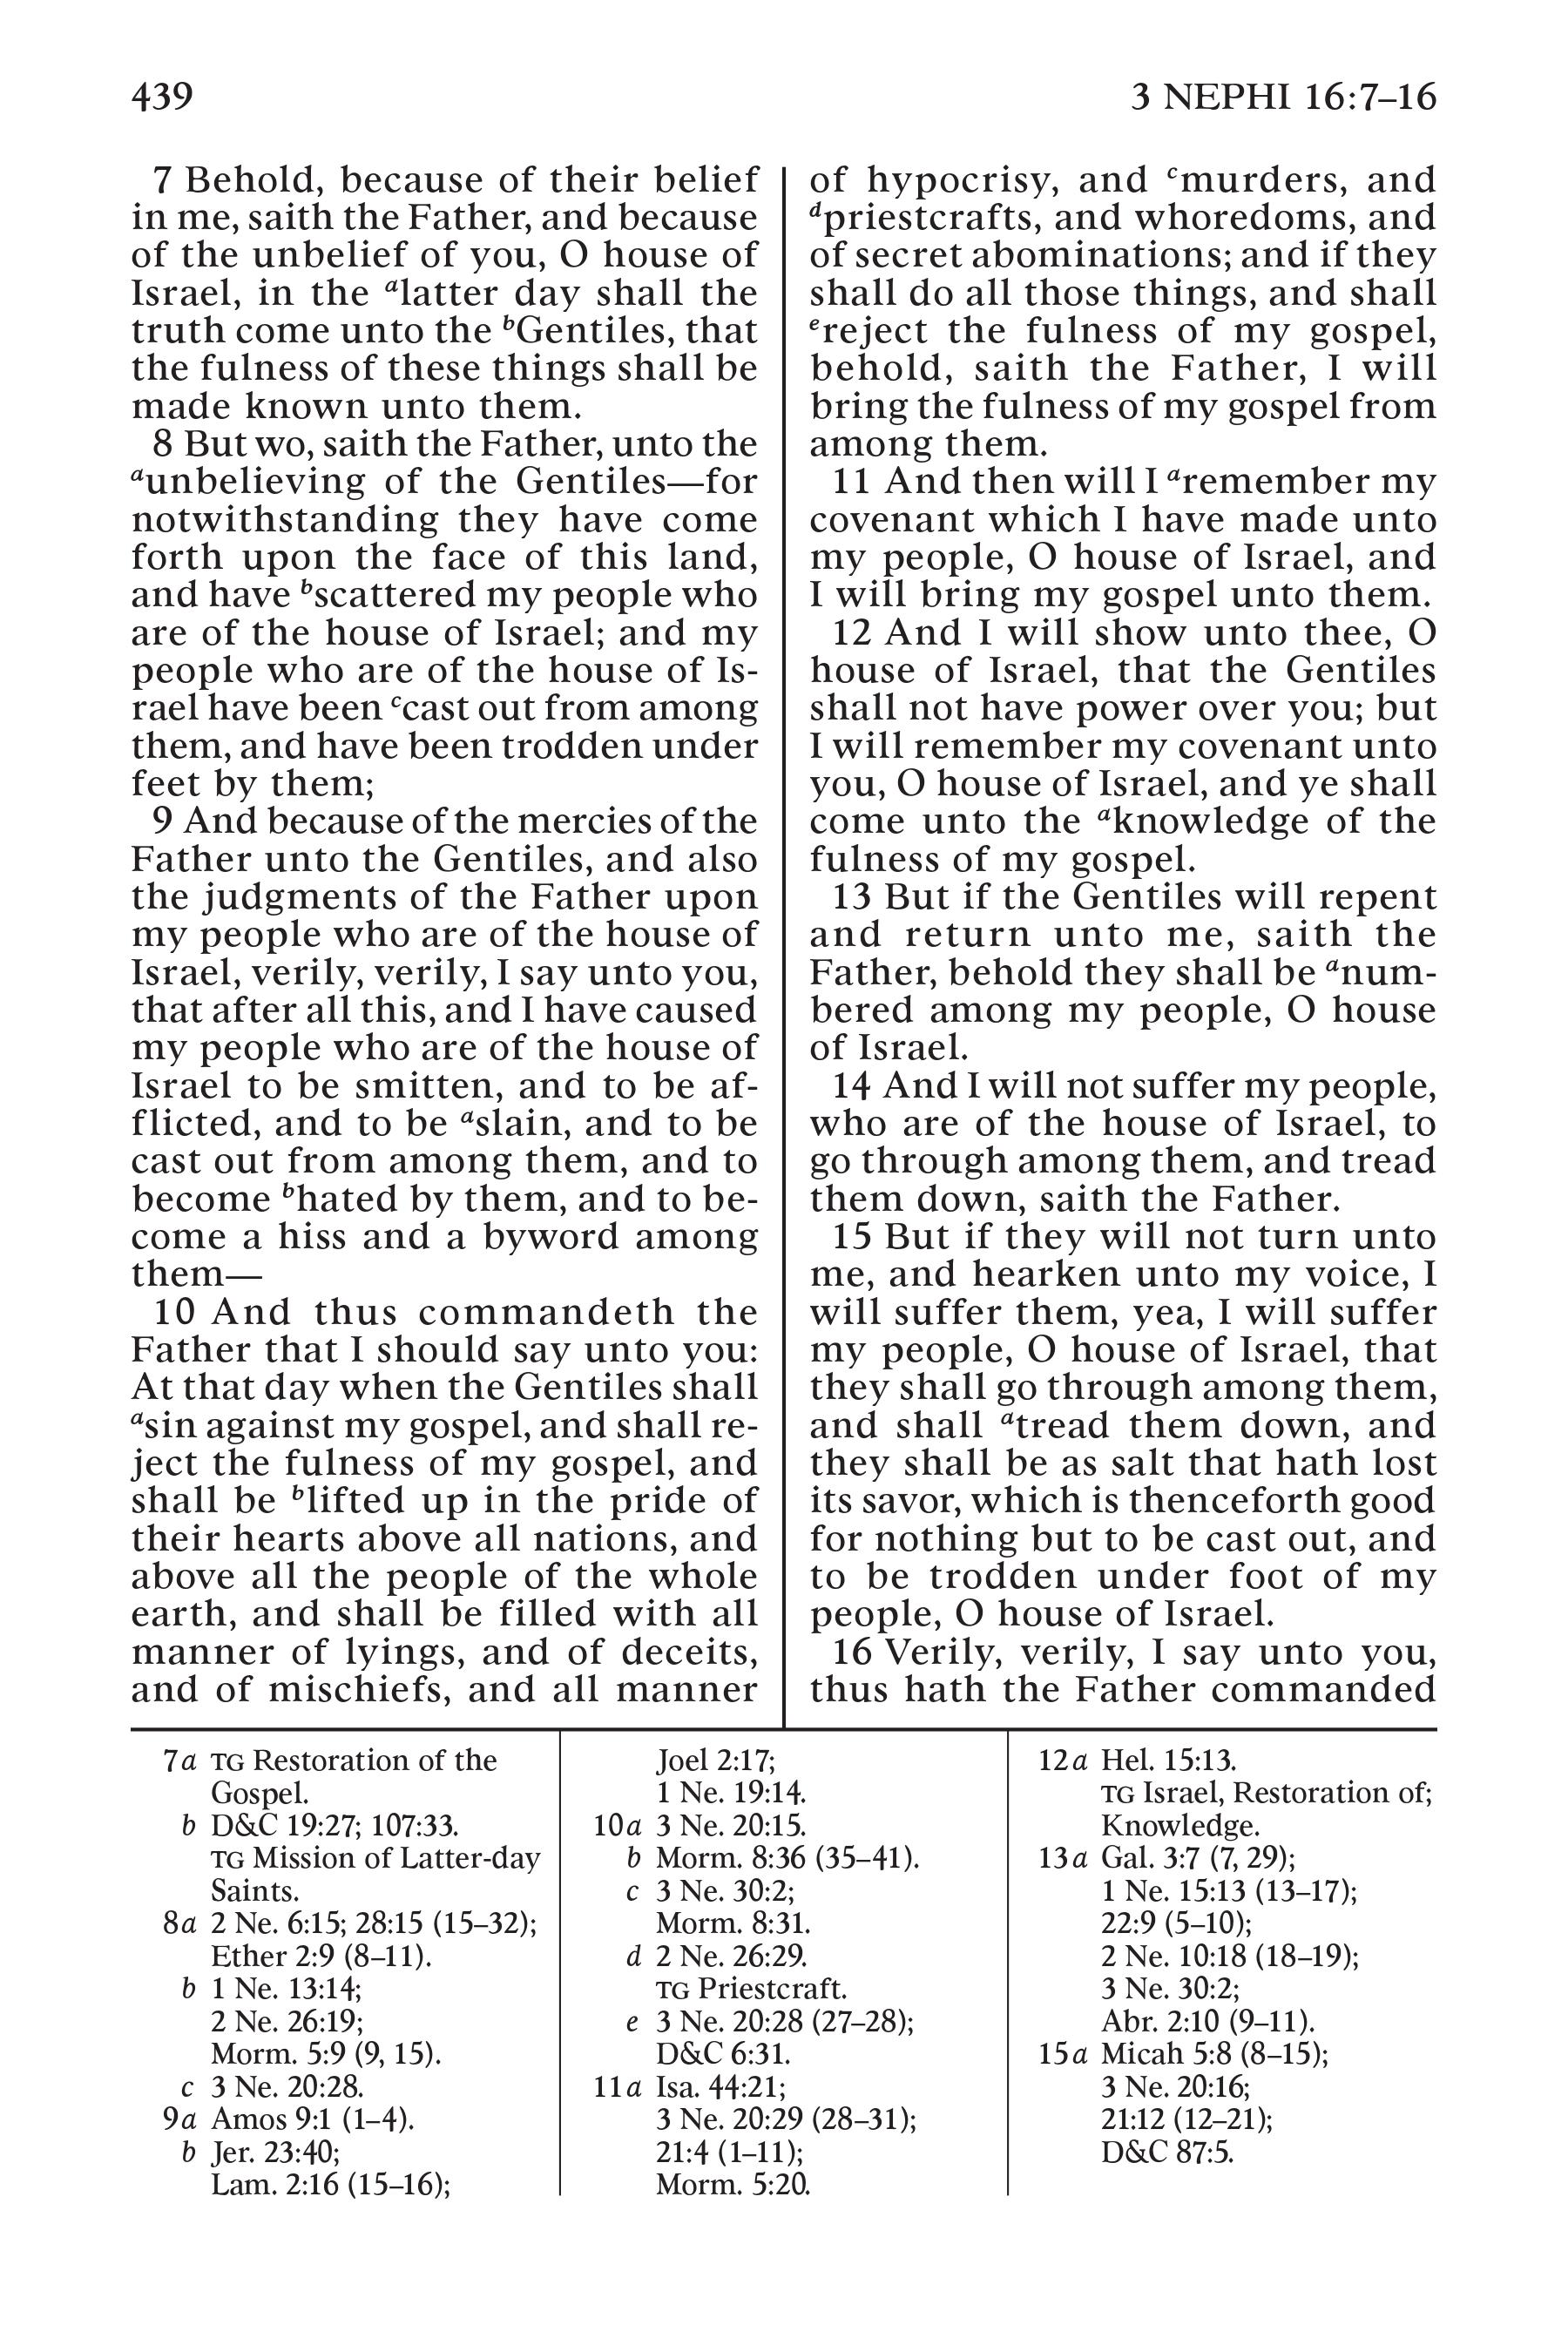 439
3 NEPHI 16:7–16
7 Behold, because of their belief
in me, saith the Father, and because
of the unbelief of you, O house of
Israel, in the alatter day shall the
truth come unto the bGentiles, that
the fulness of these things shall be
made known unto them.
8 But wo, saith the Father, unto the
aunbelieving of the Gentiles—for
notwithstanding they have come
forth upon the face of this land,
and have bscattered my people who
are of the house of Israel; and my
people who are of the house of Is-
rael have been ccast out from among
them, and have been trodden under
feet by them;
9 And because of the mercies of the
Father unto the Gentiles, and also
the judgments of the Father upon
my people who are of the house of
Israel, verily, verily, I say unto you,
that after all this, and I have caused
my people who are of the house of
Israel to be smitten, and to be af-
flicted, and to be aslain, and to be
cast out from among them, and to
become bhated by them, and to be-
come a hiss and a byword among
them—
10 And thus commandeth the
Father that I should say unto you:
At that day when the Gentiles shall
asin against my gospel, and shall re-
ject the fulness of my gospel, and
shall be blifted up in the pride of
their hearts above all nations, and
above all the people of the whole
earth, and shall be filled with all
manner of lyings, and of deceits,
and of mischiefs, and all manner
of hypocrisy, and cmurders, and
dpriestcrafts, and whoredoms, and
of secret abominations; and if they
shall do all those things, and shall
ereject the fulness of my gospel,
behold, saith the Father, I will
bring the fulness of my gospel from
among them.
11 And then will I aremember my
covenant which I have made unto
my people, O house of Israel, and
I will bring my gospel unto them.
12 And I will show unto thee, O
house of Israel, that the Gentiles
shall not have power over you; but
I will remember my covenant unto
you, O house of Israel, and ye shall
come unto the aknowledge of the
fulness of my gospel.
13 But if the Gentiles will repent
and return unto me, saith the
Father, behold they shall be anum-
bered among my people, O house
of Israel.
14 And I will not suffer my people,
who are of the house of Israel, to
go through among them, and tread
them down, saith the Father.
15 But if they will not turn unto
me, and hearken unto my voice, I
will suffer them, yea, I will suffer
my people, O house of Israel, that
they shall go through among them,
and shall atread them down, and
they shall be as salt that hath lost
its savor, which is thenceforth good
for nothing but to be cast out, and
to be trodden under foot of my
people, O house of Israel.
16 Verily, verily, I say unto you,
thus hath the Father commanded
7a TG Restoration of the
Gospel.
b D&C 19:27; 107:33.
TG Mission of Latter-day
Saints.
8a 2 Ne. 6:15; 28:15 (15–32);
Ether 2:9 (8–11).
b 1 Ne. 13:14;
2 Ne. 26:19;
Morm. 5:9 (9, 15).
c 3 Ne. 20:28.
9a Amos 9:1 (1–4).
b Jer. 23:40;
Lam. 2:16 (15–16);
Joel 2:17;
1 Ne. 19:14.
10a 3 Ne. 20:15.
b Morm. 8:36 (35–41).
c 3 Ne. 30:2;
Morm. 8:31.
d 2 Ne. 26:29.
TG Priestcraft.
e 3 Ne. 20:28 (27–28);
D&C 6:31.
11a Isa. 44:21;
3 Ne. 20:29 (28–31);
21:4 (1–11);
Morm. 5:20.
12a Hel. 15:13.
TG Israel, Restoration of;
Knowledge.
13a Gal. 3:7 (7, 29);
1 Ne. 15:13 (13–17);
22:9 (5–10);
2 Ne. 10:18 (18–19);
3 Ne. 30:2;
Abr. 2:10 (9–11).
15a Micah 5:8 (8–15);
3 Ne. 20:16;
21:12 (12–21);
D&C 87:5.